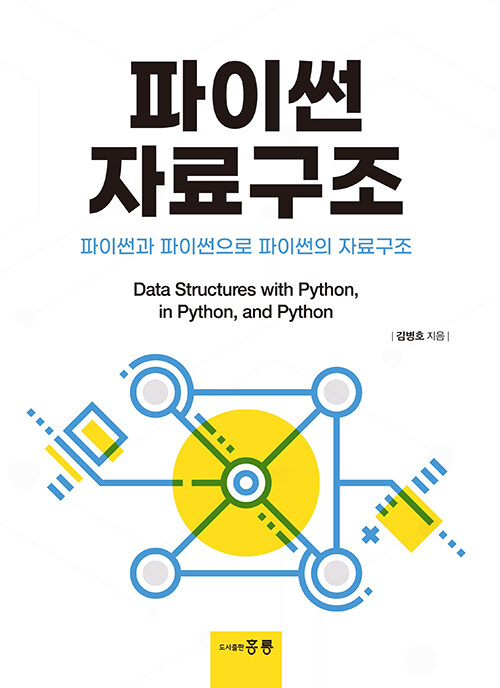 파이썬
자료구조
파이썬과 파이썬으로 파이썬의 자료구조
Data Structures with Python,
in Python, and Python
| 김병호 지음 |
도서출판 홍릉